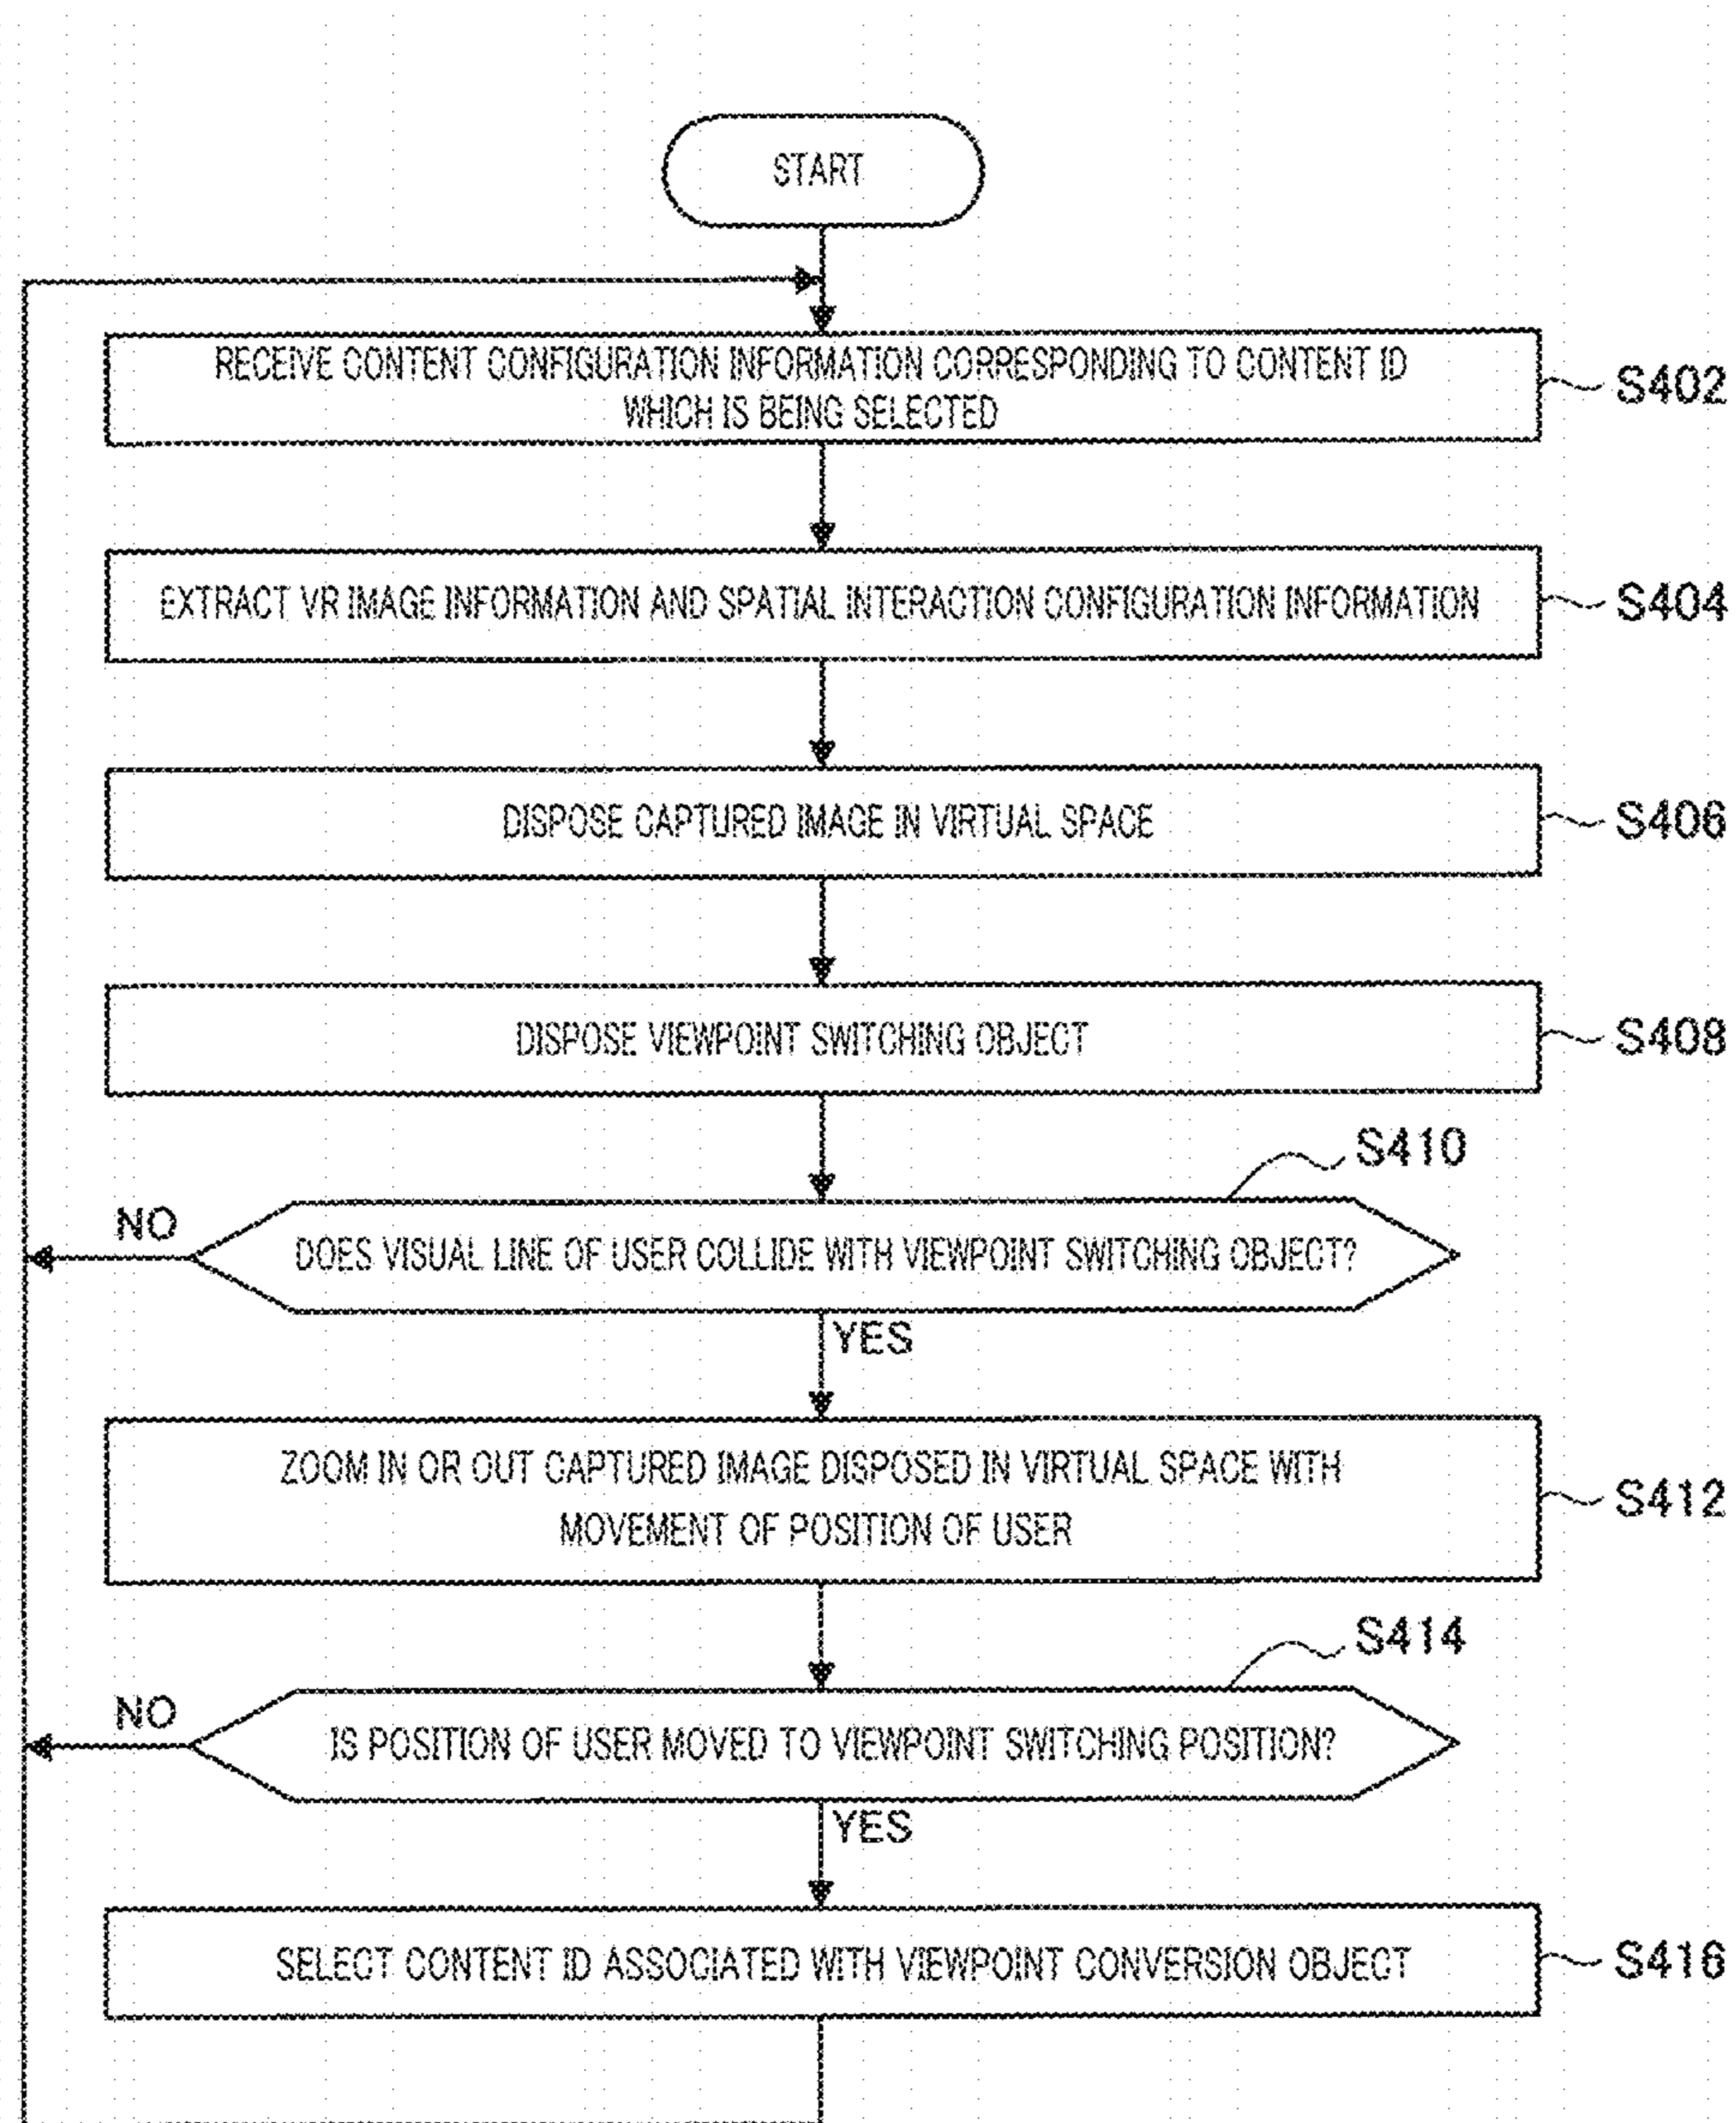 START
RECEIVE CONTENT CONFIGURATION INFORMATION CORRESPONDING TO CONTENT ID
WHICH IS BEING SELECTED
S402
EXTRACT VR IMAGE INFORMATION AND SPATIAL INTERACTION CONFIGURATION INFORMATION
S404
DISPOSE CAPTURED IMAGE IN VIRTUAL SPACE
S406
DISPOSE VIEWPOINT SWITCHING OBJECT
S408
S410
NO
DOES VISUAL LINE OF USER COLLIDE WITH VIEWPOINT SWITCHING OBJECT?
YES
ZOOM IN OR OUT CAPTURED IMAGE DISPOSED IN VIRTUAL SPACE WITH
MOVEMENT OF POSITION OF USER
S412
S414
NO
IS POSITION OF USER MOVED TO VIEWPOINT SWITCHING POSITION?
YES
SELECT CONTENT ID ASSOCIATED WITH VIEWPOINT CONVERSION OBJECT
S416